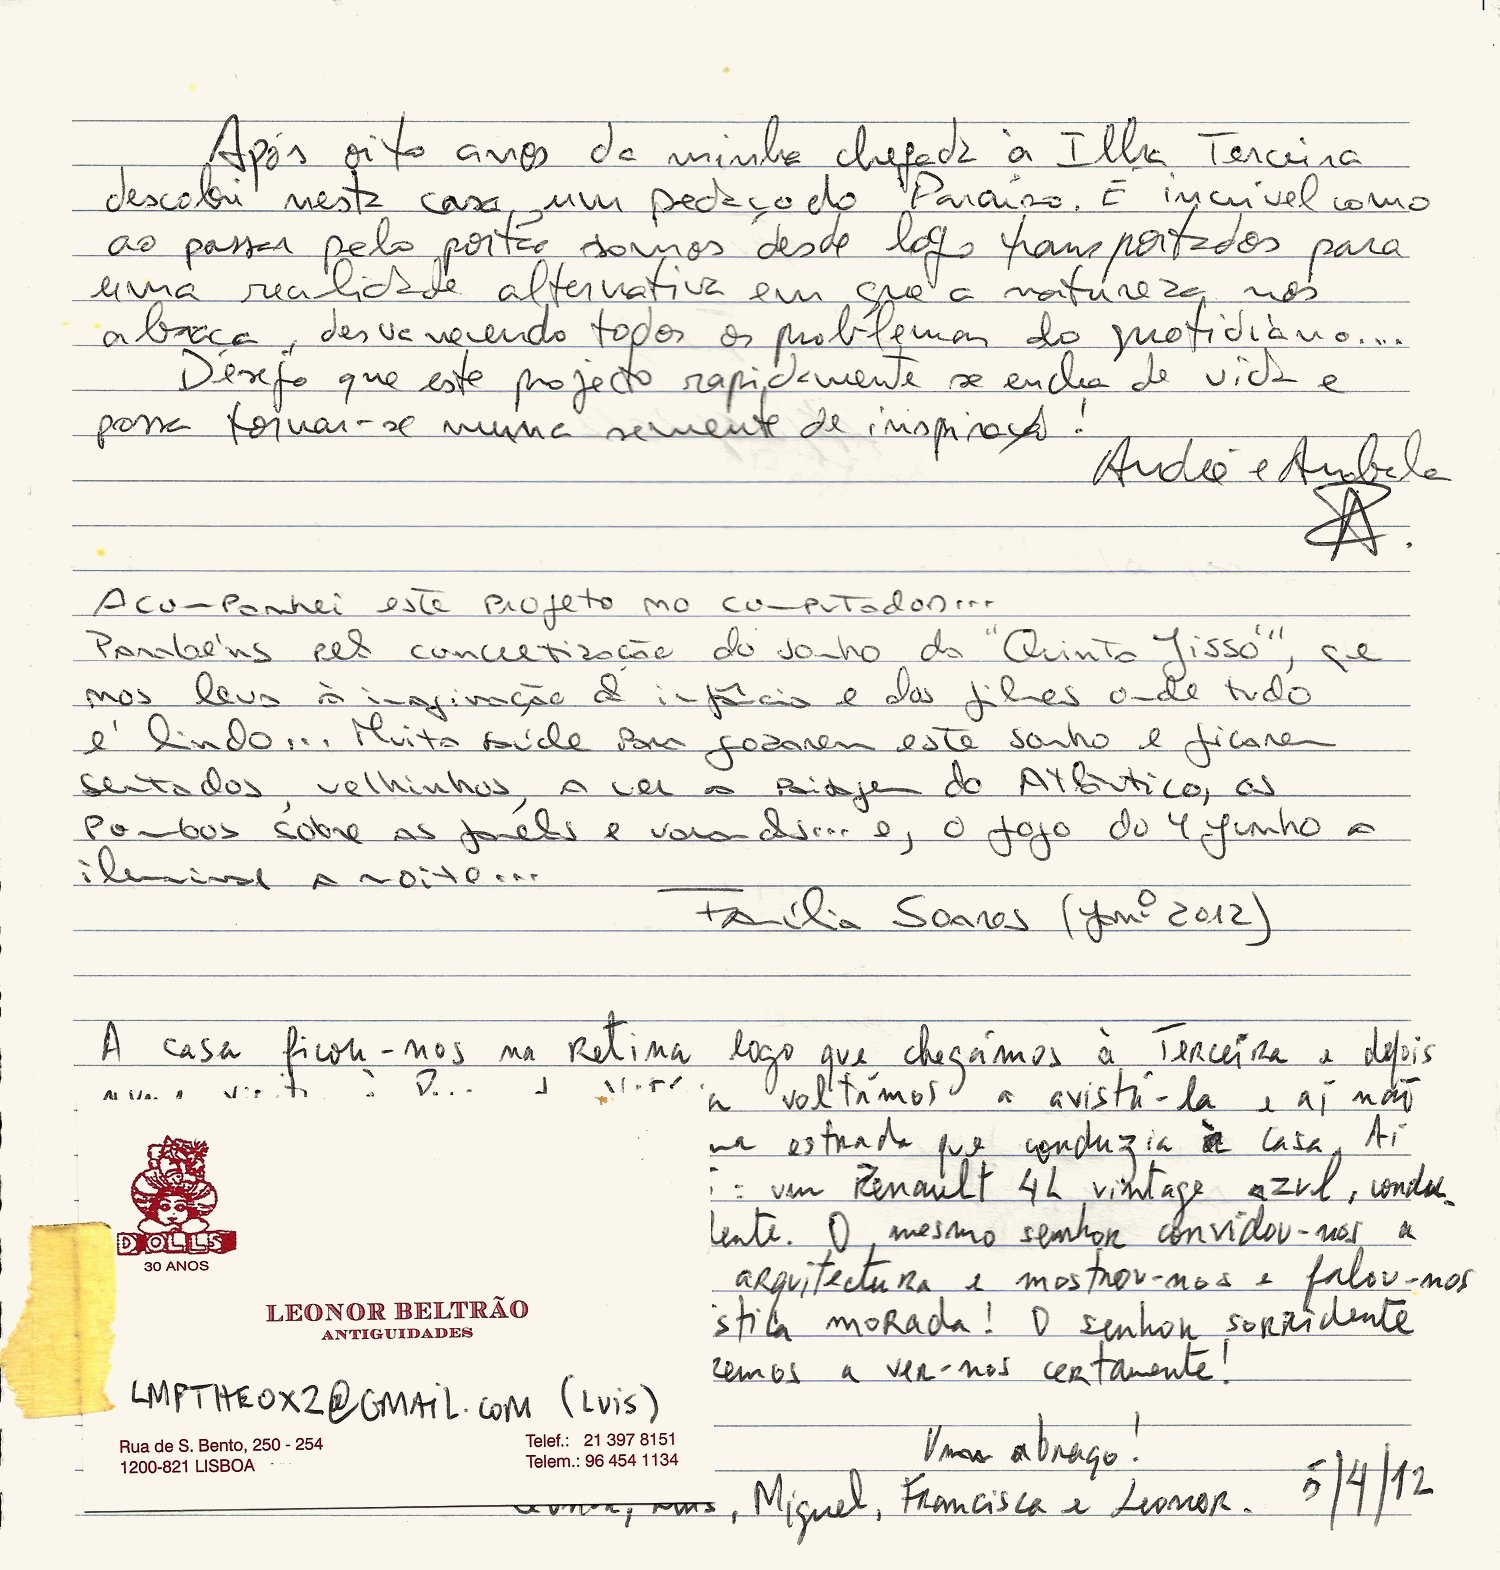 Após oito anos da minha chegada à Ilha Terceira
descobri nesta casa um pedaço do Paraíso. É incrível como
ao passar pelo portão somos desde logo transportados para
uma realidade alternativa em que a natureza nos
abraça, desvanecendo todos os problemas do quotidiano....
Desejo que este projecto rapidamente se encha de vida e
possa tornar-se numa semente de inspiração!
André e Anabela
A.
Acompanhei este projeto no computador...
Parabéns pela concretização do sonho da "Quinta Jissó", que
nos leva à imaginação da infância e dos filmes onde tudo
é lindo... Muita saúde para gozarem este sonho e ficarem
sentados, velhinhos, a ver a paisagem do Atlântico, os
pombos sobre as janelas e varandas... e, o fogo do 4 Junho a
iluminar a noite...
Família Soares (Junº 2012)
A casa ficou-nos na retina logo que chegámos à Terceira e depois
voltámos a avistá-la e aí não
estrada que conduzia à casa. Aí
: um Renault 4L vintage azul, condu-
lente. O mesmo senhor convidou-nos a
arquitectura e mostrou-nos e falou-nos
stica morada! O senhor sorridente
remos a ver-nos certamente!
DOLLS
30 ANOS
LEONOR BELTRÃO
ANTIGUIDADES
LMPTHEOX2@GMAIL.COM (LUIS)
Rua de S. Bento, 250 - 254
1200-821 LISBOA
Telef.: 21 397 8151
Telem.: 96 454 1134
Umm abraço!
Leonor, Luis, Miguel, Francisca e Leonor. 5/4/12